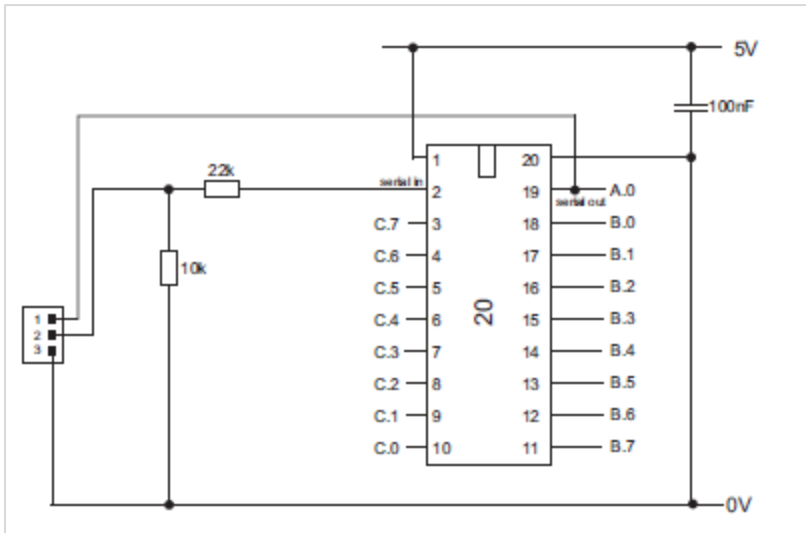 5V
100nF
22k
serial in
1 20
2 19 A.0
serial out
C.7 3 18 B.0
C.6 4 17 B.1
10k
C.5 5 16 B.2
20
1
C.4 6 15 B.3
2
3
C.3 7 14 B.4
C.2 8 13 B.5
C.1 9 12 B.6
C.0 10 11 B.7
0V